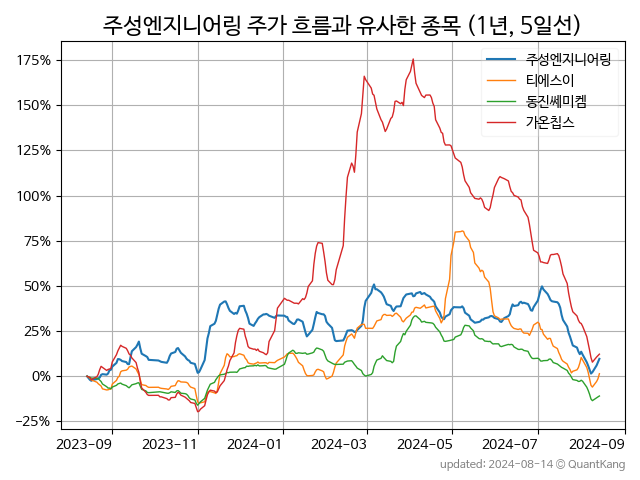 주성엔지니어링 주가 흐름과 유사한 종목 (1년, 5일선)
주성엔지니어링
티에스이
동진쎄미켐
가온칩스
175%
150%
125%
100%
75%
50%
25%
0%
−25%
2023-09 2023-11 2024-01 2024-03 2024-05 2024-07 2024-09
updated: 2024-08-14 © QuantKang